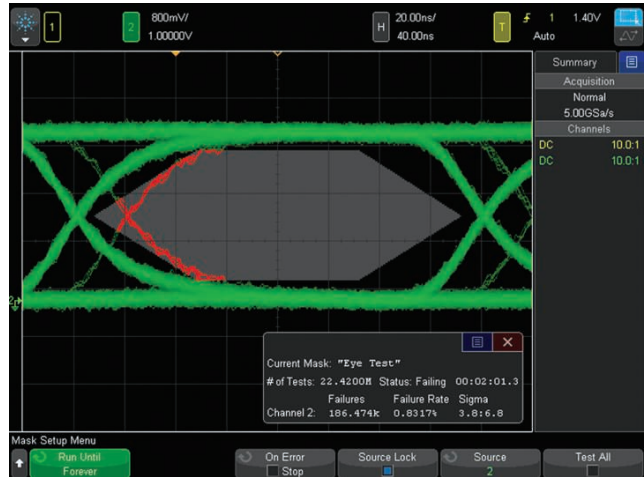 1
2
800mV/
1.00000V
H
20.00ns/
40.00ns
T
1
1.40V
Auto
Summary
Acquisition
Normal
5.00GSa/s
Channels
DC 10.0:1
DC 10.0:1
2
Current Mask: "Eye Test"
# of Tests: 22.4200M Status: Failing 00:02:01.3
Failures Failure Rate Sigma
Channel 2: 186.474k 0.8317% 3.8:6.8
Mask Setup Menu
Run Until
Forever
On Error
Stop
Source Lock
Source
2
Test All